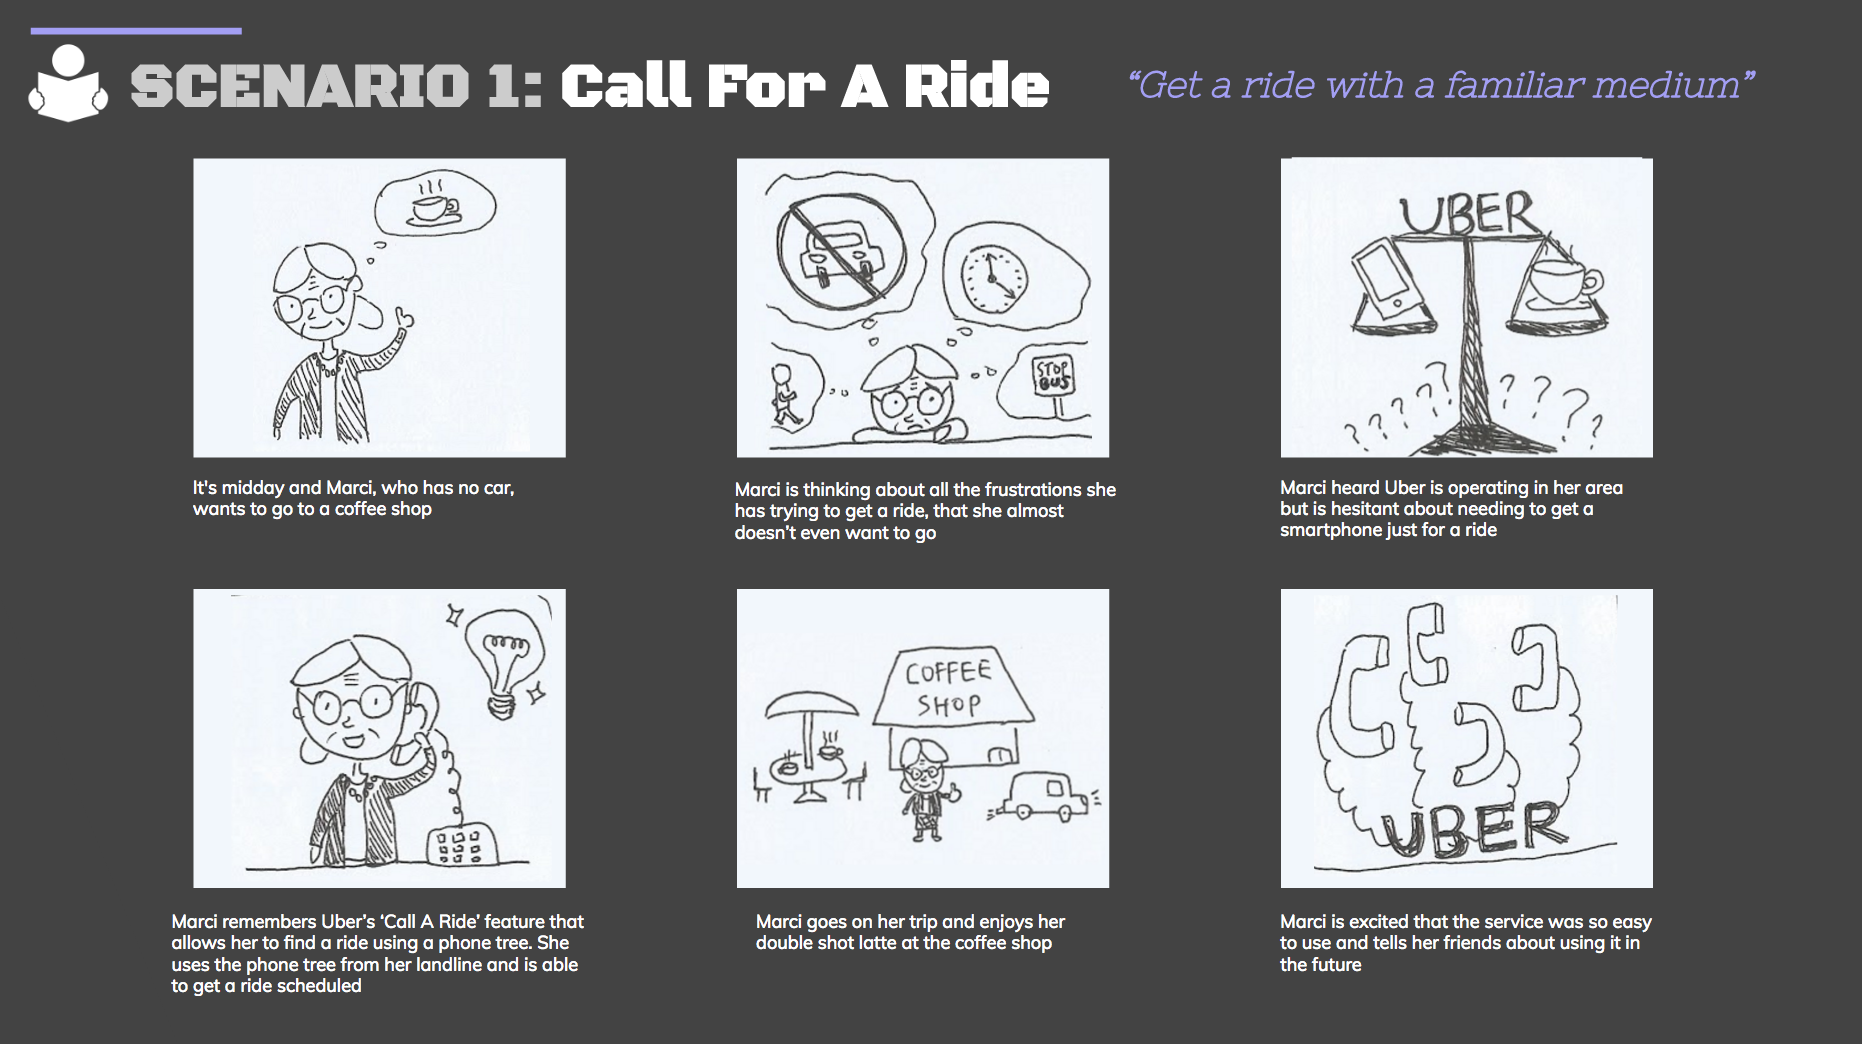 SCENARIO 1: Call For A Ride
“Get a ride with a familiar medium”
It's midday and Marci, who has no car,
wants to go to a coffee shop
STOP
BUS
Marci is thinking about all the frustrations she
has trying to get a ride, that she almost
doesn’t even want to go
UBER
? ? ? ? ? ? ? ? ?
Marci heard Uber is operating in her area
but is hesitant about needing to get a
smartphone just for a ride
Marci remembers Uber’s ‘Call A Ride’ feature that
allows her to find a ride using a phone tree. She
uses the phone tree from her landline and is able
to get a ride scheduled
COFFEE
SHOP
Marci goes on her trip and enjoys her
double shot latte at the coffee shop
UBER
Marci is excited that the service was so easy
to use and tells her friends about using it in
the future